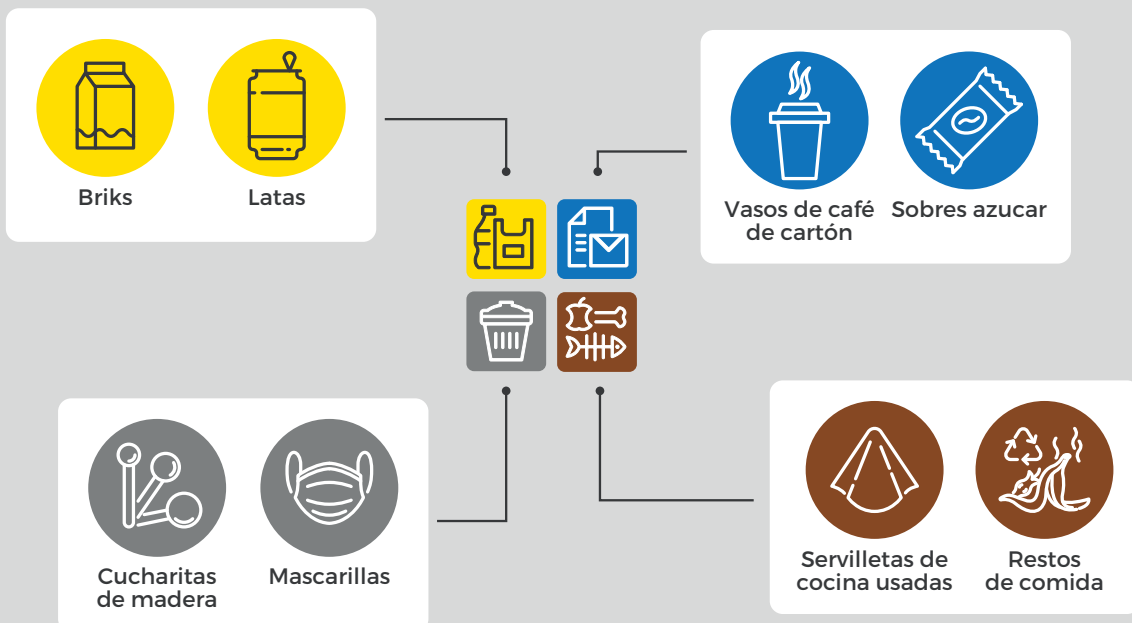 Briks
Latas
Vasos de café
de cartón
Sobres azucar
Cucharitas
de madera
Mascarillas
Servilletas de
cocina usadas
Restos
de comida